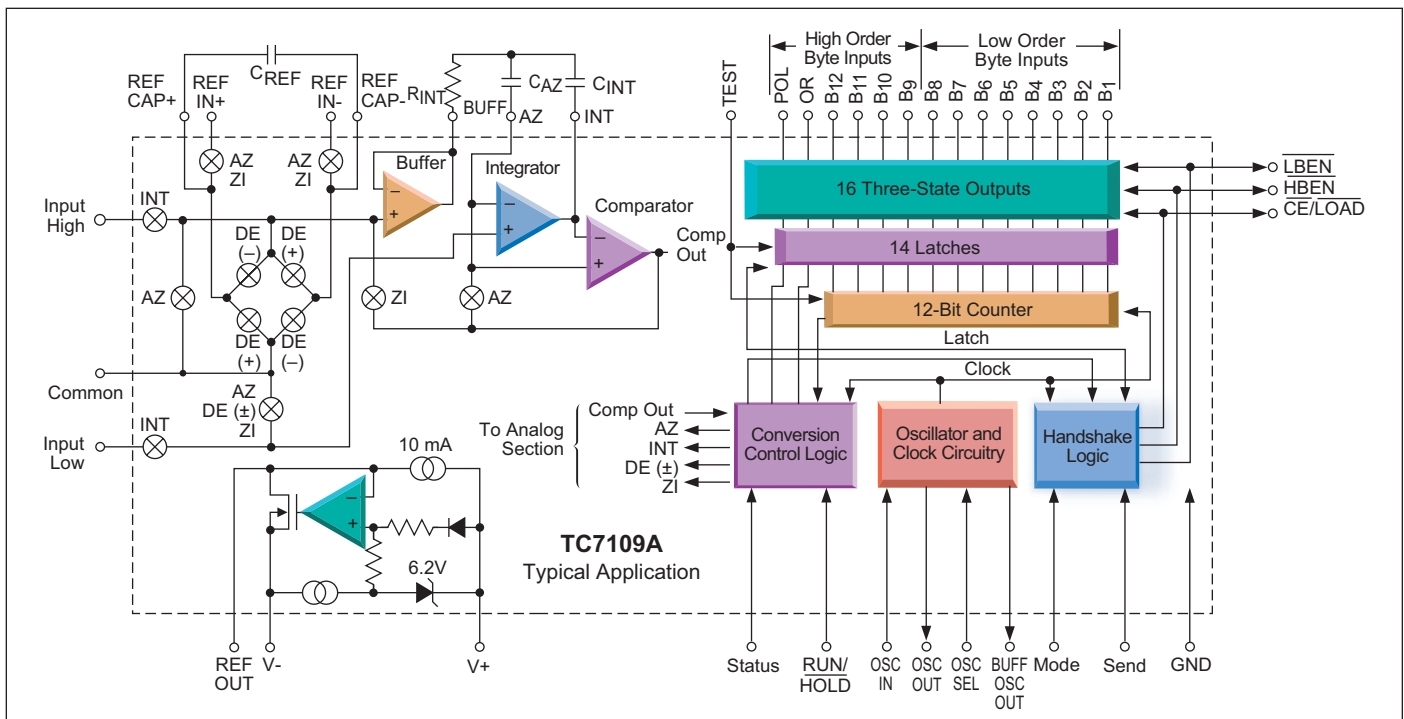 High Order
Byte Inputs
Low Order
Byte Inputs
CREF
REF
CAP+
REF
IN+
REF
IN-
REF
CAP-
RINT
BUFF
CAZ
AZ
CINT
INT
TEST
POL
OR
B12
B11
B10
B9
B8
B7
B6
B5
B4
B3
B2
B1
AZ
ZI
AZ
ZI
Buffer
Integrator
Comparator
Comp
Out
16 Three-State Outputs
14 Latches
12-Bit Counter
LBEN
HBEN
CE/LOAD
Input
High
INT
DE
(–)
DE
(+)
AZ
DE
(+)
DE
(–)
ZI
AZ
– +
– +
– +
Latch
Clock
Common
AZ
DE (±)
ZI
Input
Low
INT
To Analog
Section
Comp Out
AZ
INT
DE (±)
ZI
Conversion
Control Logic
Oscillator and
Clock Circuitry
Handshake
Logic
10 mA
– +
6.2V
TC7109A
Typical Application
REF
OUT
V-
V+
Status
RUN/
HOLD
OSC
IN
OSC
OUT
OSC
SEL
BUFF
OSC
OUT
Mode
Send
GND